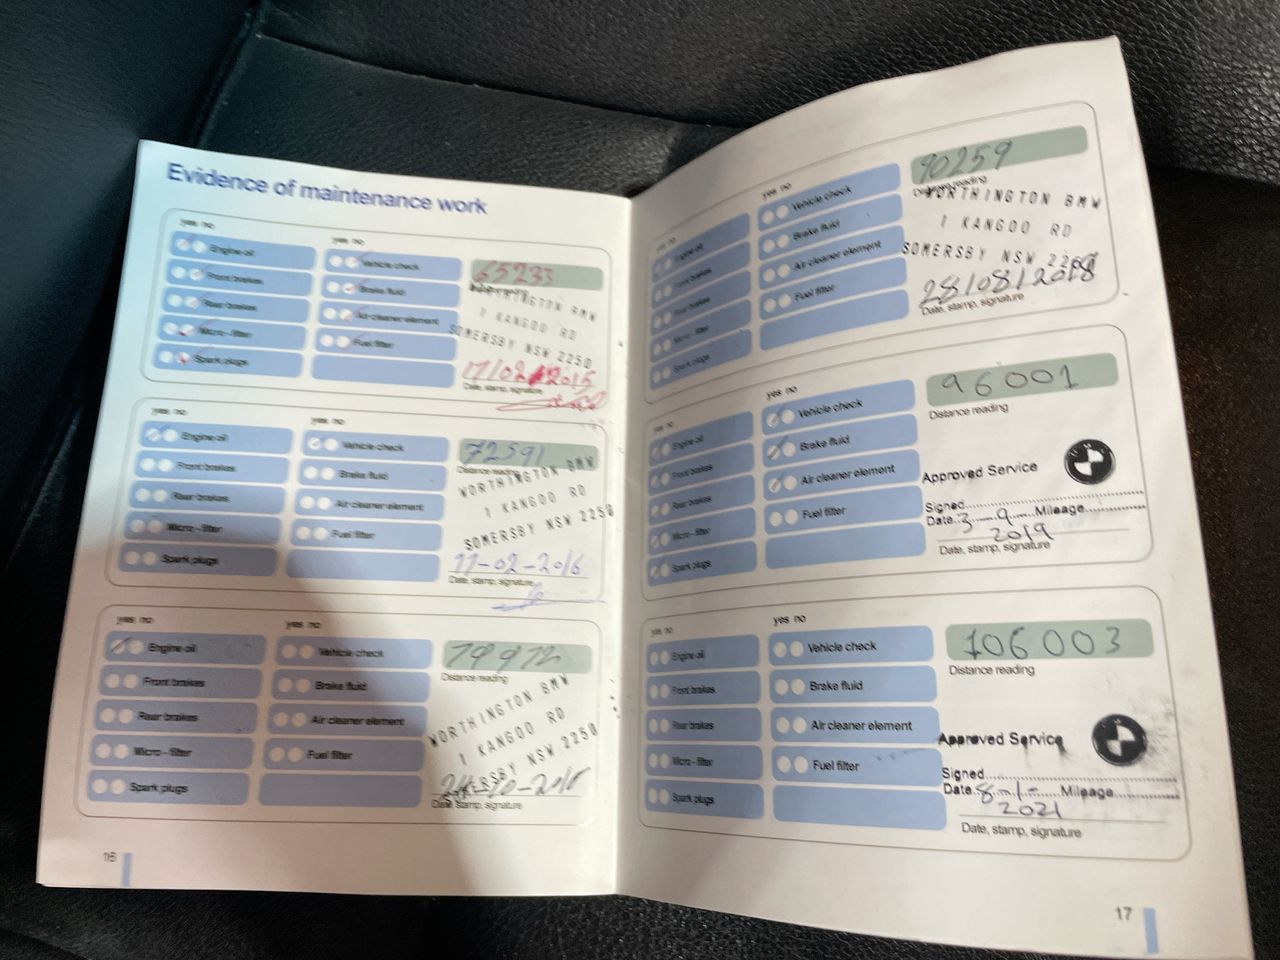 Evidence of maintenance work
yes no
yes no
Engine oil
Front brakes
Rear brakes
Micro - filter
Spark plugs
Vehicle check
Brake fluid
Air cleaner element
Fuel filter
65233
WORTHINGTON BMW
1 KANGOO RD
SOMERSBY NSW 2250
17/02/2015
Date, stamp, signature
yes no
yes no
Engine oil
Front brakes
Rear brakes
Micro - filter
Spark plugs
Vehicle check
Brake fluid
Air cleaner element
Fuel filter
72591
Distance reading
WORTHINGTON BMW
1 KANGOO RD
SOMERSBY NSW 2250
11-02-2016
Date, stamp, signature
yes no
yes no
Engine oil
Front brakes
Rear brakes
Micro - filter
Spark plugs
Vehicle check
Brake fluid
Air cleaner element
Fuel filter
79972
Distance reading
WORTHINGTON BMW
1 KANGOO RD
SOMERSBY NSW 2250
Date, stamp, signature
16
yes no
yes no
Engine oil
Front brakes
Rear brakes
Micro - filter
Spark plugs
Vehicle check
Brake fluid
Air cleaner element
Fuel filter
90259
Distance reading
WORTHINGTON BMW
1 KANGOO RD
SOMERSBY NSW 2250
28/08/2018
Date, stamp, signature
yes no
yes no
Engine oil
Front brakes
Rear brakes
Micro - filter
Spark plugs
Vehicle check
Brake fluid
Air cleaner element
Fuel filter
96001
Distance reading
Approved Service
Signed
Date 3-9- Mileage
2019
Date, stamp, signature
yes no
yes no
Engine oil
Front brakes
Rear brakes
Micro - filter
Spark plugs
Vehicle check
Brake fluid
Air cleaner element
Fuel filter
106003
Distance reading
Approved Service
Signed
Date 8-1- Mileage
2021
Date, stamp, signature
17